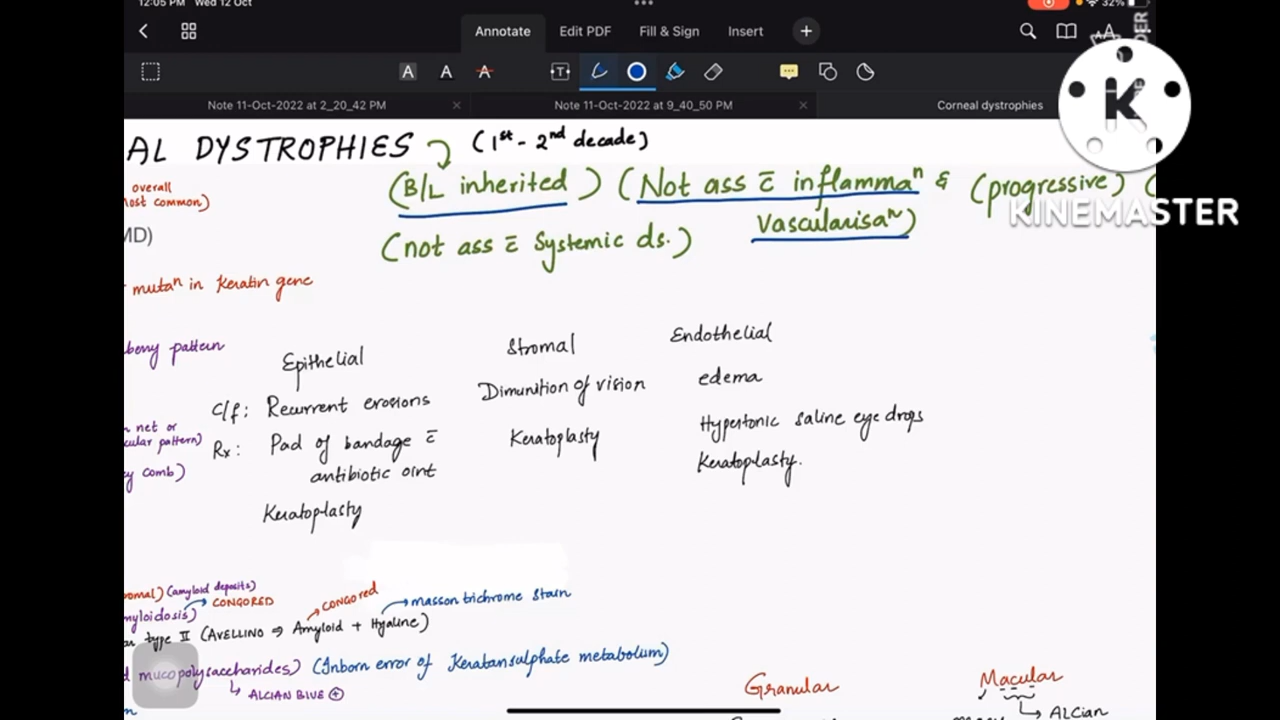 12:05 PM Wed 12 Oct
32%
Annotate Edit PDF Fill & Sign Insert
Note 11-Oct-2022 at 2_20_42 PM
Note 11-Oct-2022 at 9_40_50 PM
Corneal dystrophies
KINEMASTER
AL DYSTROPHIES (1st - 2nd decade)
overall
ost common)
(B/L inherited) (Not ass c̄ inflammaⁿ & (progressive) (
Vascularisaⁿ)
MD)
(not ass c̄ Systemic ds.)
mutaⁿ in Keratin gene
berry pattern
Epithelial Stromal Endothelial
C/f: Recurrent erosions Dimunition of vision edema
n net or
cular pattern)
Rx: Pad of bandage c̄ Keratoplasty Hypertonic saline eye drops
antibiotic oint Keratoplasty.
y comb)
Keratoplasty
omal) (amyloid deposits)
CONGORED
CONGORED
masson trichrome stain
myloidosis)
type II (AVELLINO ⇒ Amyloid + Hyaline)
mucopolysaccharides) (Inborn error of Keratansulphate metabolum)
ALCIAN BLUE ⊕
Granular Macular
ALCIAN